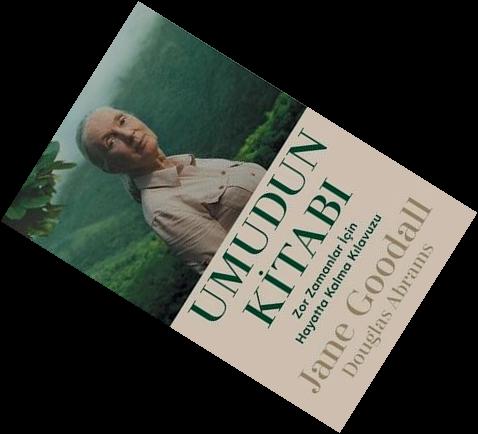 UMUDUN
KİTABI
Zor Zamanlar İçin
Hayatta Kalma Kılavuzu
Jane Goodall
Douglas Abrams